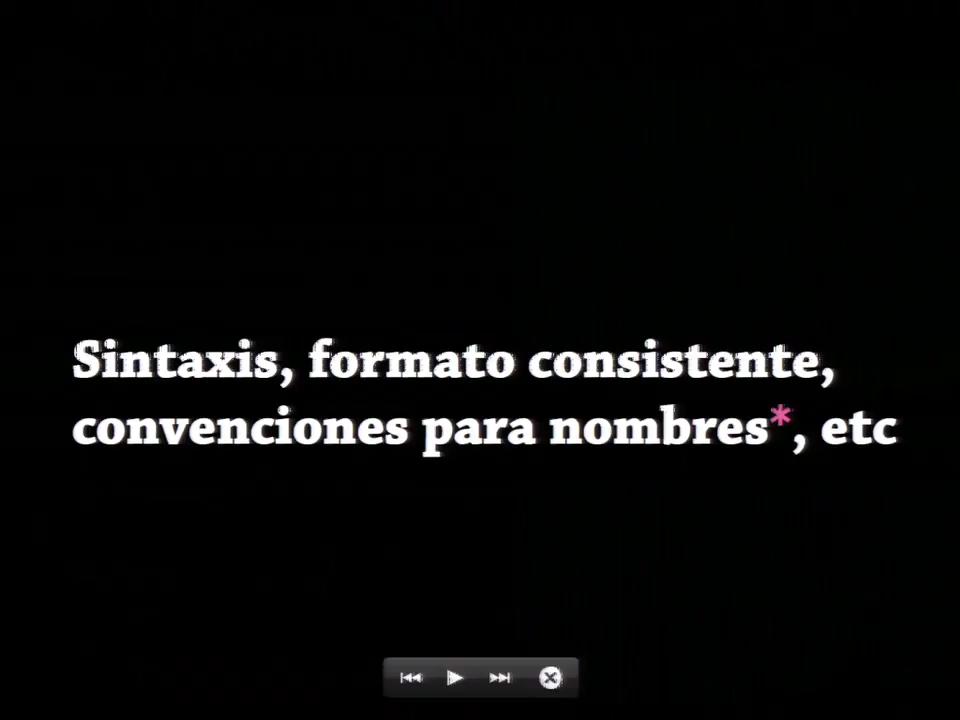 Sintaxis, formato consistente,
convenciones para nombres*, etc